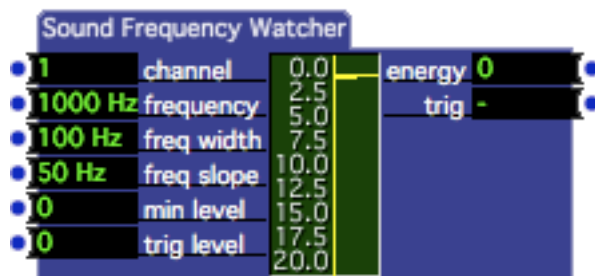 Sound Frequency Watcher
1 channel 0.0 energy 0
1000 Hz frequency 2.5 trig -
5.0
100 Hz freq width 7.5
50 Hz freq slope 10.0
12.5
0 min level 15.0
0 trig level 17.5
20.0